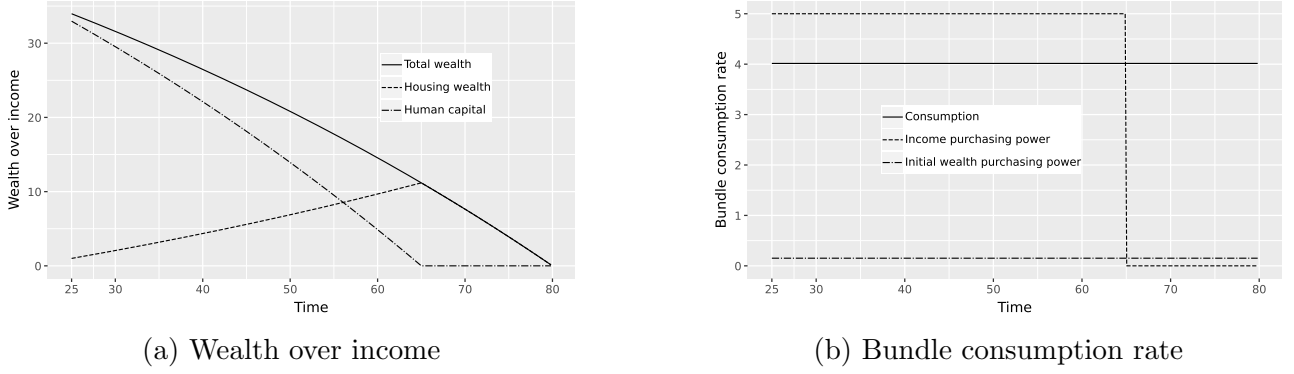 Wealth over income
30
20
10
0
25
30
40
50
60
70
80
Time
Total wealth
Housing wealth
Human capital
(a) Wealth over income
Bundle consumption rate
5
4
3
2
1
0
25
30
40
50
60
70
80
Time
Consumption
Income purchasing power
Initial wealth purchasing power
(b) Bundle consumption rate